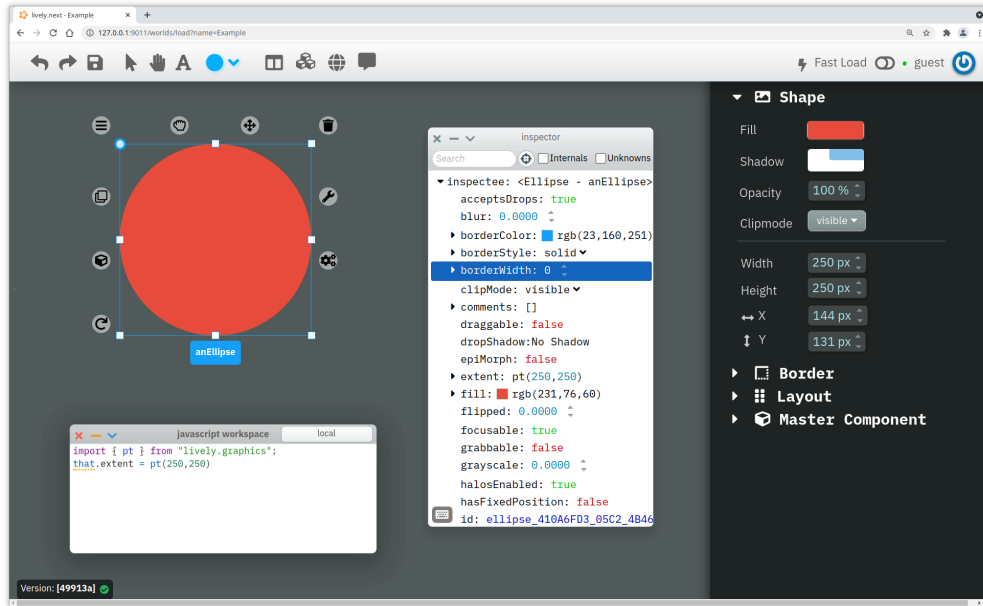 lively.next - Example
127.0.0.1:9011/worlds/load?name=Example
A
Fast Load
guest
anEllipse
javascript workspace
local
import { pt } from "lively.graphics";
that.extent = pt(250,250)
inspector
Search
Internals
Unknowns
inspectee: <Ellipse - anEllipse>
acceptsDrops: true
blur: 0.0000
borderColor: rgb(23,160,251)
borderStyle: solid
borderWidth: 0
clipMode: visible
comments: []
draggable: false
dropShadow:No Shadow
epiMorph: false
extent: pt(250,250)
fill: rgb(231,76,60)
flipped: 0.0000
focusable: true
grabbable: false
grayscale: 0.0000
halosEnabled: true
hasFixedPosition: false
id: ellipse_410A6FD3_05C2_4B46
Shape
Fill
Shadow
Opacity 100 %
Clipmode visible
Width 250 px
Height 250 px
X 144 px
Y 131 px
Border
Layout
Master Component
Version: [49913a]